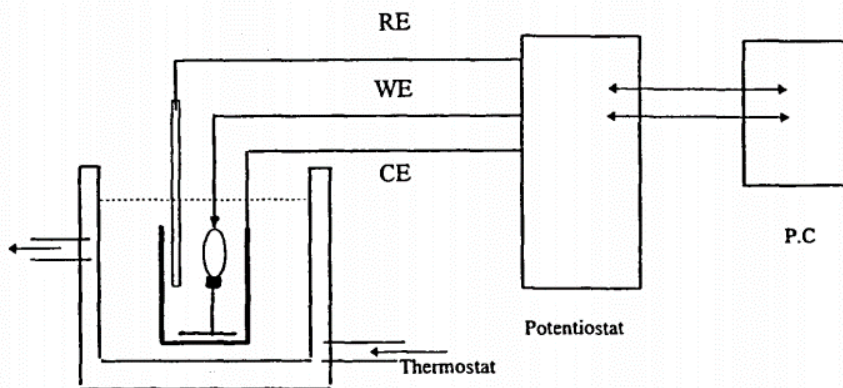 RE
WE
CE
P.C
Potentiostat
Thermostat